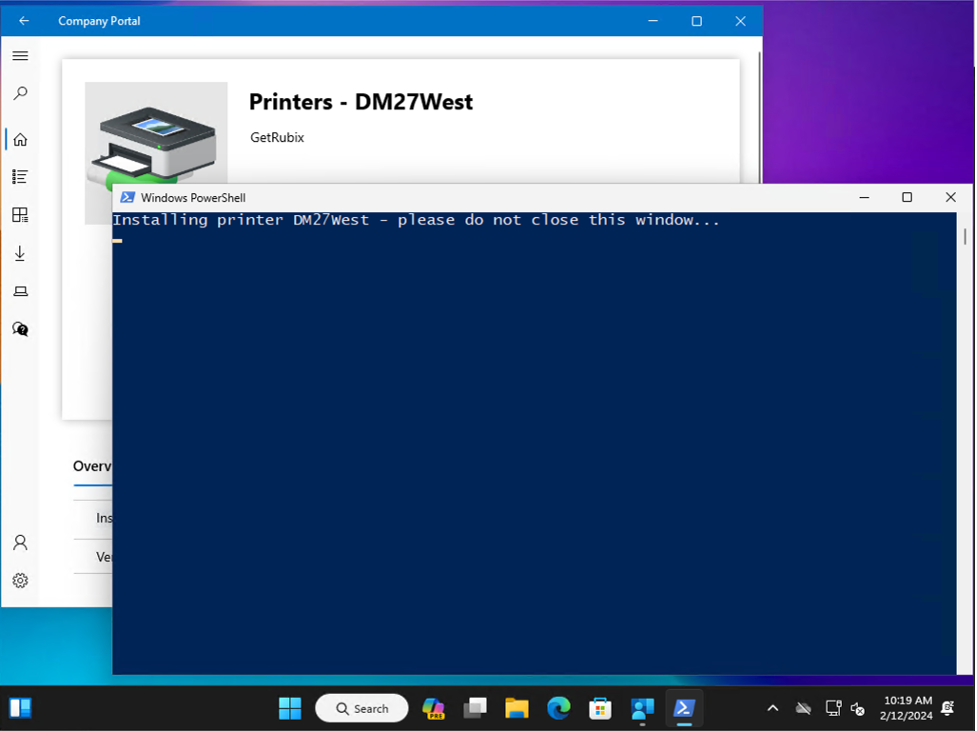 Company Portal
Printers - DM27West
GetRubix
Windows PowerShell
Installing printer DM27West - please do not close this window...
Overv
Ins
Ve
Search
PRE
10:19 AM
2/12/2024